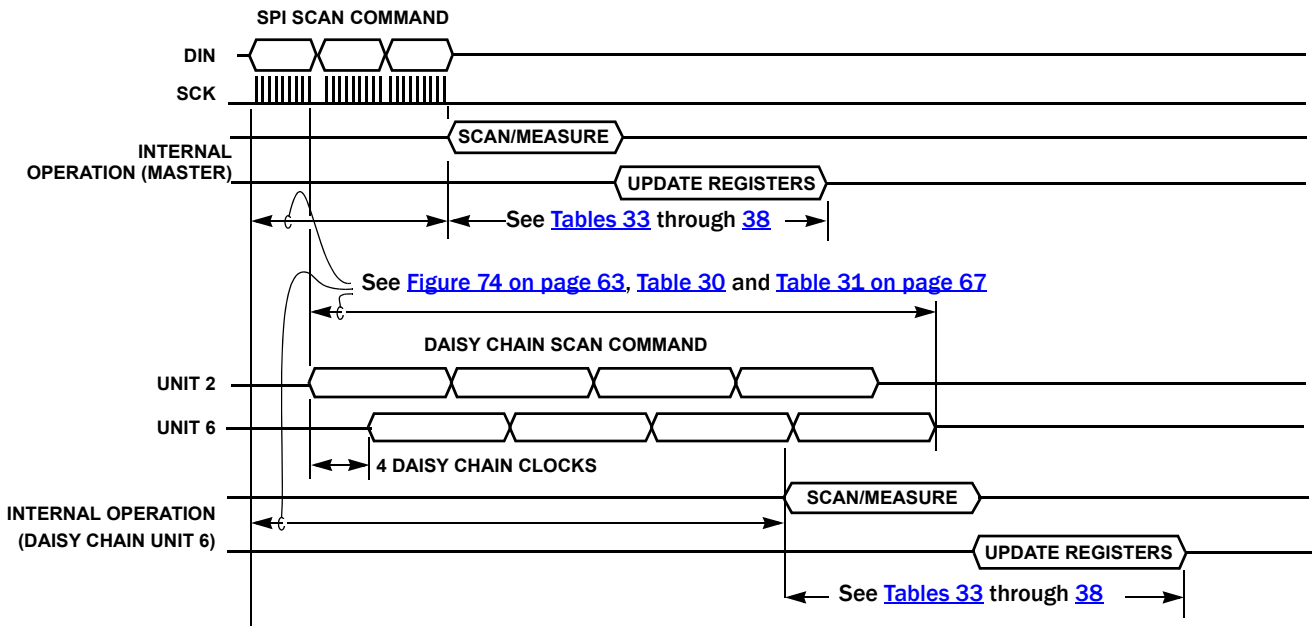 SPI SCAN COMMAND
DIN
SCK
SCAN/MEASURE
INTERNAL
OPERATION (MASTER)
UPDATE REGISTERS
See Tables 33 through 38
See Figure 74 on page 63, Table 30 and Table 31 on page 67
DAISY CHAIN SCAN COMMAND
UNIT 2
UNIT 6
4 DAISY CHAIN CLOCKS
SCAN/MEASURE
INTERNAL OPERATION
(DAISY CHAIN UNIT 6)
UPDATE REGISTERS
See Tables 33 through 38